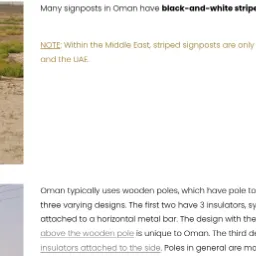 Many signposts in Oman have black-and-white stripe
NOTE: Within the Middle East, striped signposts are only
and the UAE.
Oman typically uses wooden poles, which have pole to
three varying designs. The first two have 3 insulators, sy
attached to a horizontal metal bar. The design with the
above the wooden pole is unique to Oman. The third de
insulators attached to the side. Poles in general are mo